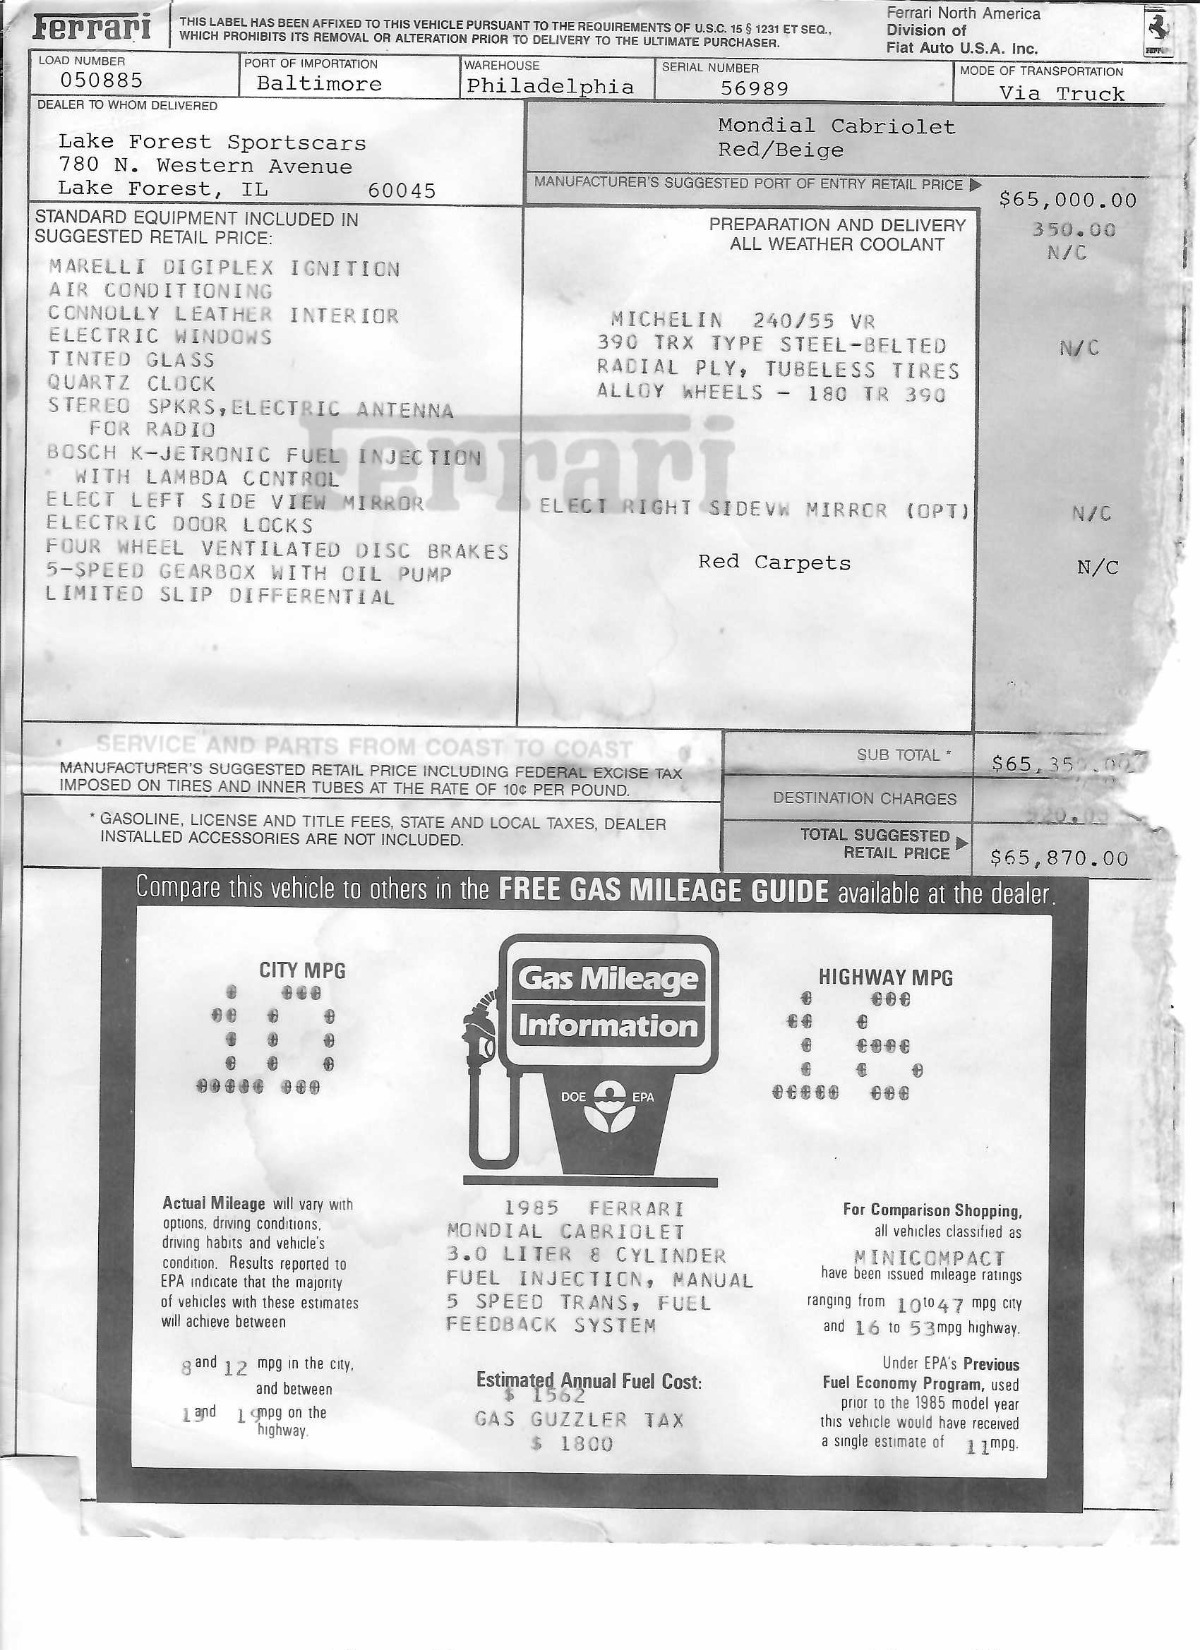 Ferrari
THIS LABEL HAS BEEN AFFIXED TO THIS VEHICLE PURSUANT TO THE REQUIREMENTS OF U.S.C. 15 § 1231 ET SEQ.,
WHICH PROHIBITS ITS REMOVAL OR ALTERATION PRIOR TO DELIVERY TO THE ULTIMATE PURCHASER.
Ferrari North America
Division of
Fiat Auto U.S.A. Inc.
LOAD NUMBER
050885
PORT OF IMPORTATION
Baltimore
WAREHOUSE
Philadelphia
SERIAL NUMBER
56989
MODE OF TRANSPORTATION
Via Truck
DEALER TO WHOM DELIVERED
Lake Forest Sportscars
780 N. Western Avenue
Lake Forest, IL 60045
Mondial Cabriolet
Red/Beige
MANUFACTURER'S SUGGESTED PORT OF ENTRY RETAIL PRICE ▶ $65,000.00
STANDARD EQUIPMENT INCLUDED IN
SUGGESTED RETAIL PRICE:
MARELLI DIGIPLEX IGNITION
AIR CONDITIONING
CONNOLLY LEATHER INTERIOR
ELECTRIC WINDOWS
TINTED GLASS
QUARTZ CLOCK
STEREO SPKRS,ELECTRIC ANTENNA
FOR RADIO
BOSCH K-JETRONIC FUEL INJECTION
WITH LAMBDA CONTROL
ELECT LEFT SIDE VIEW MIRROR
ELECTRIC DOOR LOCKS
FOUR WHEEL VENTILATED DISC BRAKES
5-SPEED GEARBOX WITH OIL PUMP
LIMITED SLIP DIFFERENTIAL
PREPARATION AND DELIVERY 350.00
ALL WEATHER COOLANT N/C
MICHELIN 240/55 VR
390 TRX TYPE STEEL-BELTED N/C
RADIAL PLY, TUBELESS TIRES
ALLOY WHEELS - 180 TR 390
Ferrari
ELECT RIGHT SIDEVW MIRROR (OPT) N/C
Red Carpets N/C
SERVICE AND PARTS FROM COAST TO COAST
MANUFACTURER'S SUGGESTED RETAIL PRICE INCLUDING FEDERAL EXCISE TAX
IMPOSED ON TIRES AND INNER TUBES AT THE RATE OF 10¢ PER POUND.
* GASOLINE, LICENSE AND TITLE FEES, STATE AND LOCAL TAXES, DEALER
INSTALLED ACCESSORIES ARE NOT INCLUDED.
SUB TOTAL * $65,350.00
DESTINATION CHARGES
TOTAL SUGGESTED
RETAIL PRICE ▶ $65,870.00
Compare this vehicle to others in the FREE GAS MILEAGE GUIDE available at the dealer.
CITY MPG
10
Gas Mileage
Information
DOE EPA
HIGHWAY MPG
16
Actual Mileage will vary with
options, driving conditions,
driving habits and vehicle's
condition. Results reported to
EPA indicate that the majority
of vehicles with these estimates
will achieve between
8 and 12 mpg in the city,
and between
and 19 mpg on the
highway.
1985 FERRARI
MONDIAL CABRIOLET
3.0 LITER 8 CYLINDER
FUEL INJECTION, MANUAL
5 SPEED TRANS, FUEL
FEEDBACK SYSTEM
Estimated Annual Fuel Cost:
$ 1562
GAS GUZZLER TAX
$ 1800
For Comparison Shopping,
all vehicles classified as
MINICOMPACT
have been issued mileage ratings
ranging from 10 to 47 mpg city
and 16 to 53 mpg highway.
Under EPA's Previous
Fuel Economy Program, used
prior to the 1985 model year
this vehicle would have received
a single estimate of 11 mpg.